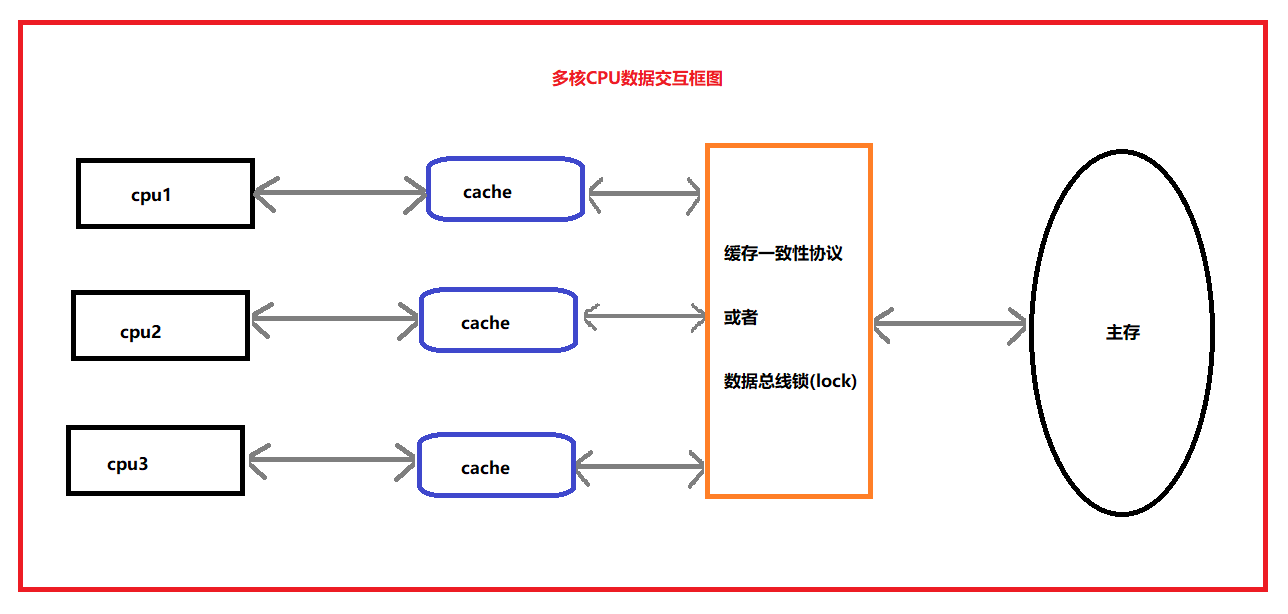 多核CPU数据交互框图
cpu1
cache
缓存一致性协议
或者
数据总线锁(lock)
主存
cpu2
cache
cpu3
cache